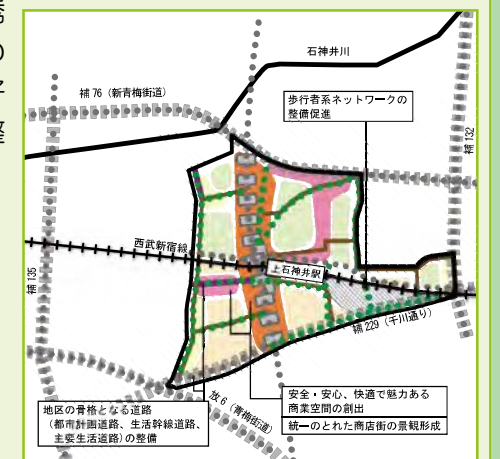 石神井川
補76（新青梅街道）
歩行者系ネットワークの
整備促進
補132
西武新宿線
上石神井駅
補135
補229（千川通り）
放6（青梅街道）
地区の骨格となる道路
（都市計画道路、生活幹線道路、
主要生活道路）の整備
安全・安心、快適で魅力ある
商業空間の創出
統一のとれた商店街の景観形成